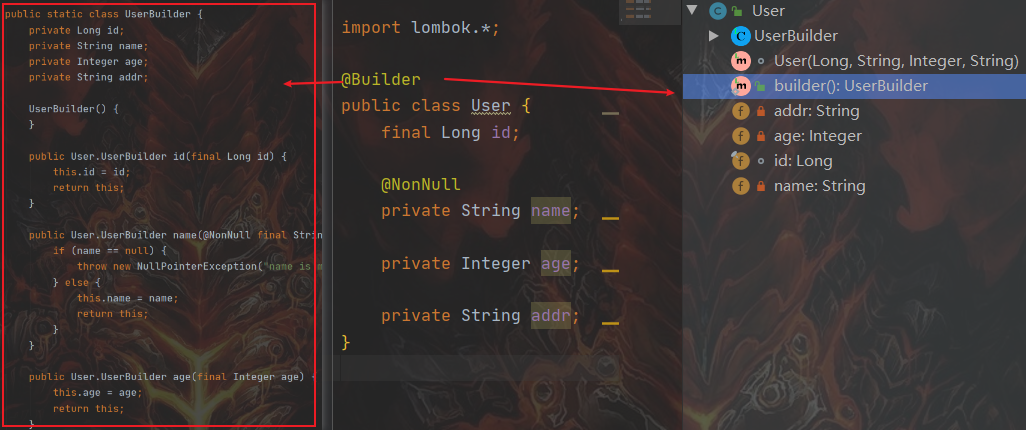 public static class UserBuilder {
private Long id;
private String name;
private Integer age;
private String addr;
UserBuilder() {
}
public User.UserBuilder id(final Long id) {
this.id = id;
return this;
}
public User.UserBuilder name(@NonNull final Strin
if (name == null) {
throw new NullPointerException("name is m
} else {
this.name = name;
return this;
}
}
public User.UserBuilder age(final Integer age) {
this.age = age;
return this;
}
import lombok.*;
@Builder
public class User {
final Long id;
@NonNull
private String name;
private Integer age;
private String addr;
}
C User
C UserBuilder
m User(Long, String, Integer, String)
m builder(): UserBuilder
f addr: String
f age: Integer
f id: Long
f name: String